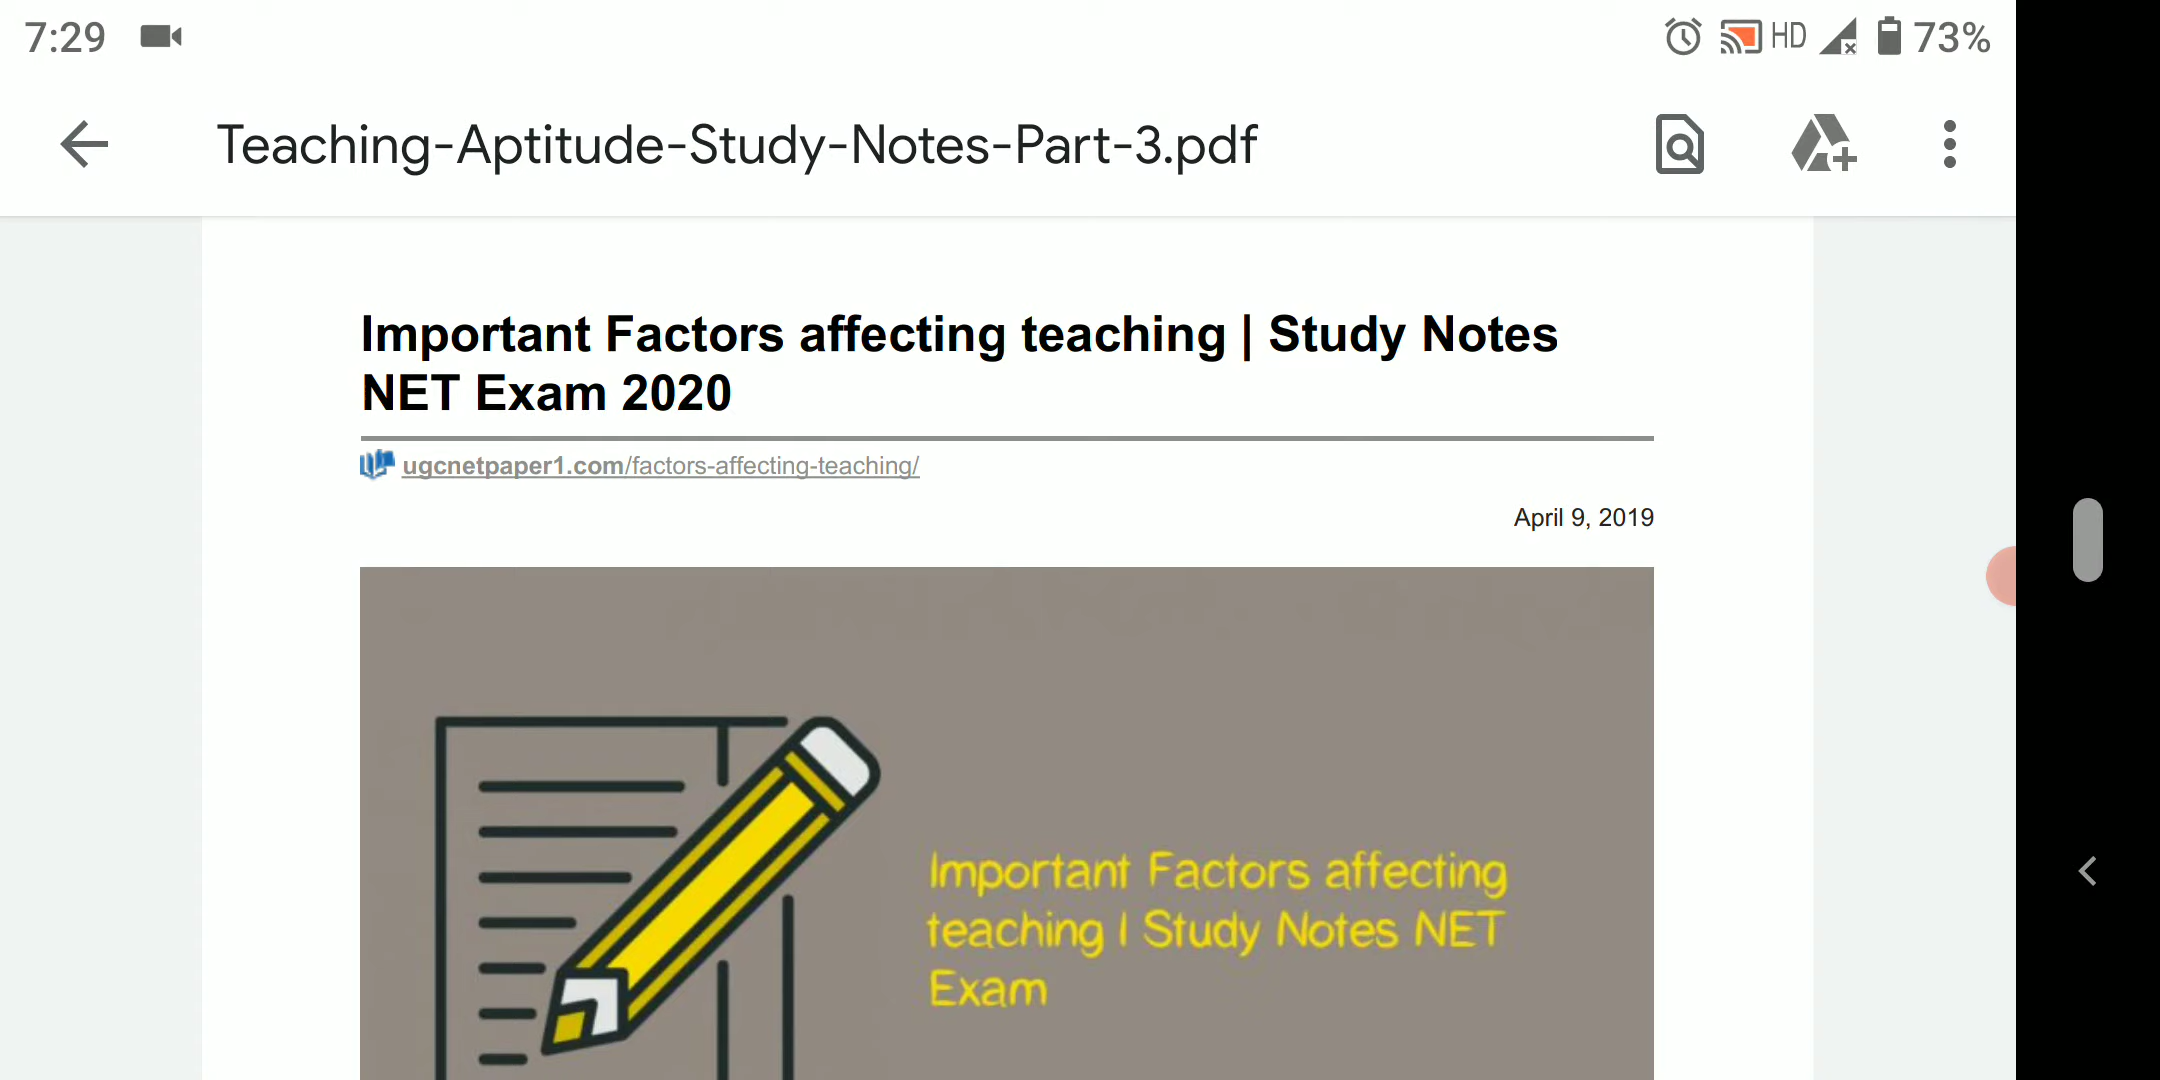 7:29 HD 73%
Teaching-Aptitude-Study-Notes-Part-3.pdf
Important Factors affecting teaching | Study Notes
NET Exam 2020
ugcnetpaper1.com/factors-affecting-teaching/
April 9, 2019
Important Factors affecting
teaching | Study Notes NET
Exam